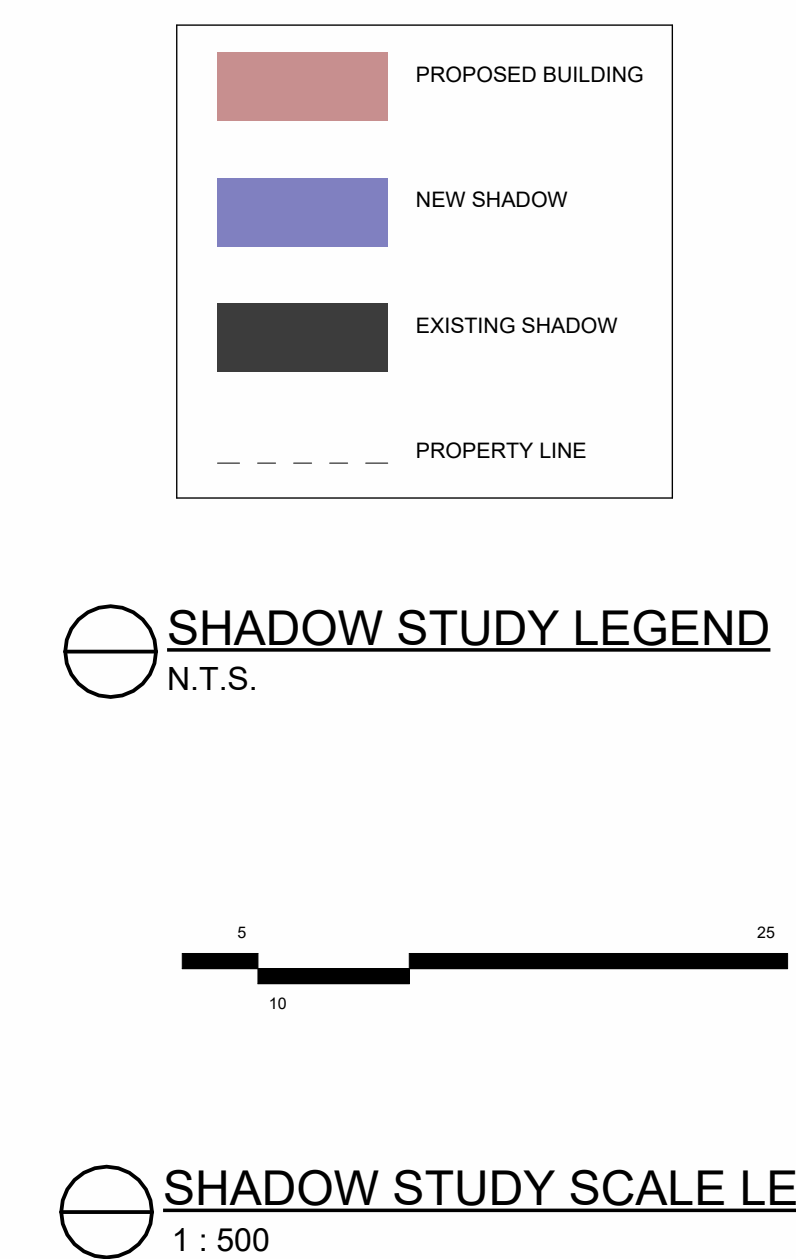 PROPOSED BUILDING
NEW SHADOW
EXISTING SHADOW
PROPERTY LINE
SHADOW STUDY LEGEND
N.T.S.
5 25
10
SHADOW STUDY SCALE LE
1 : 500